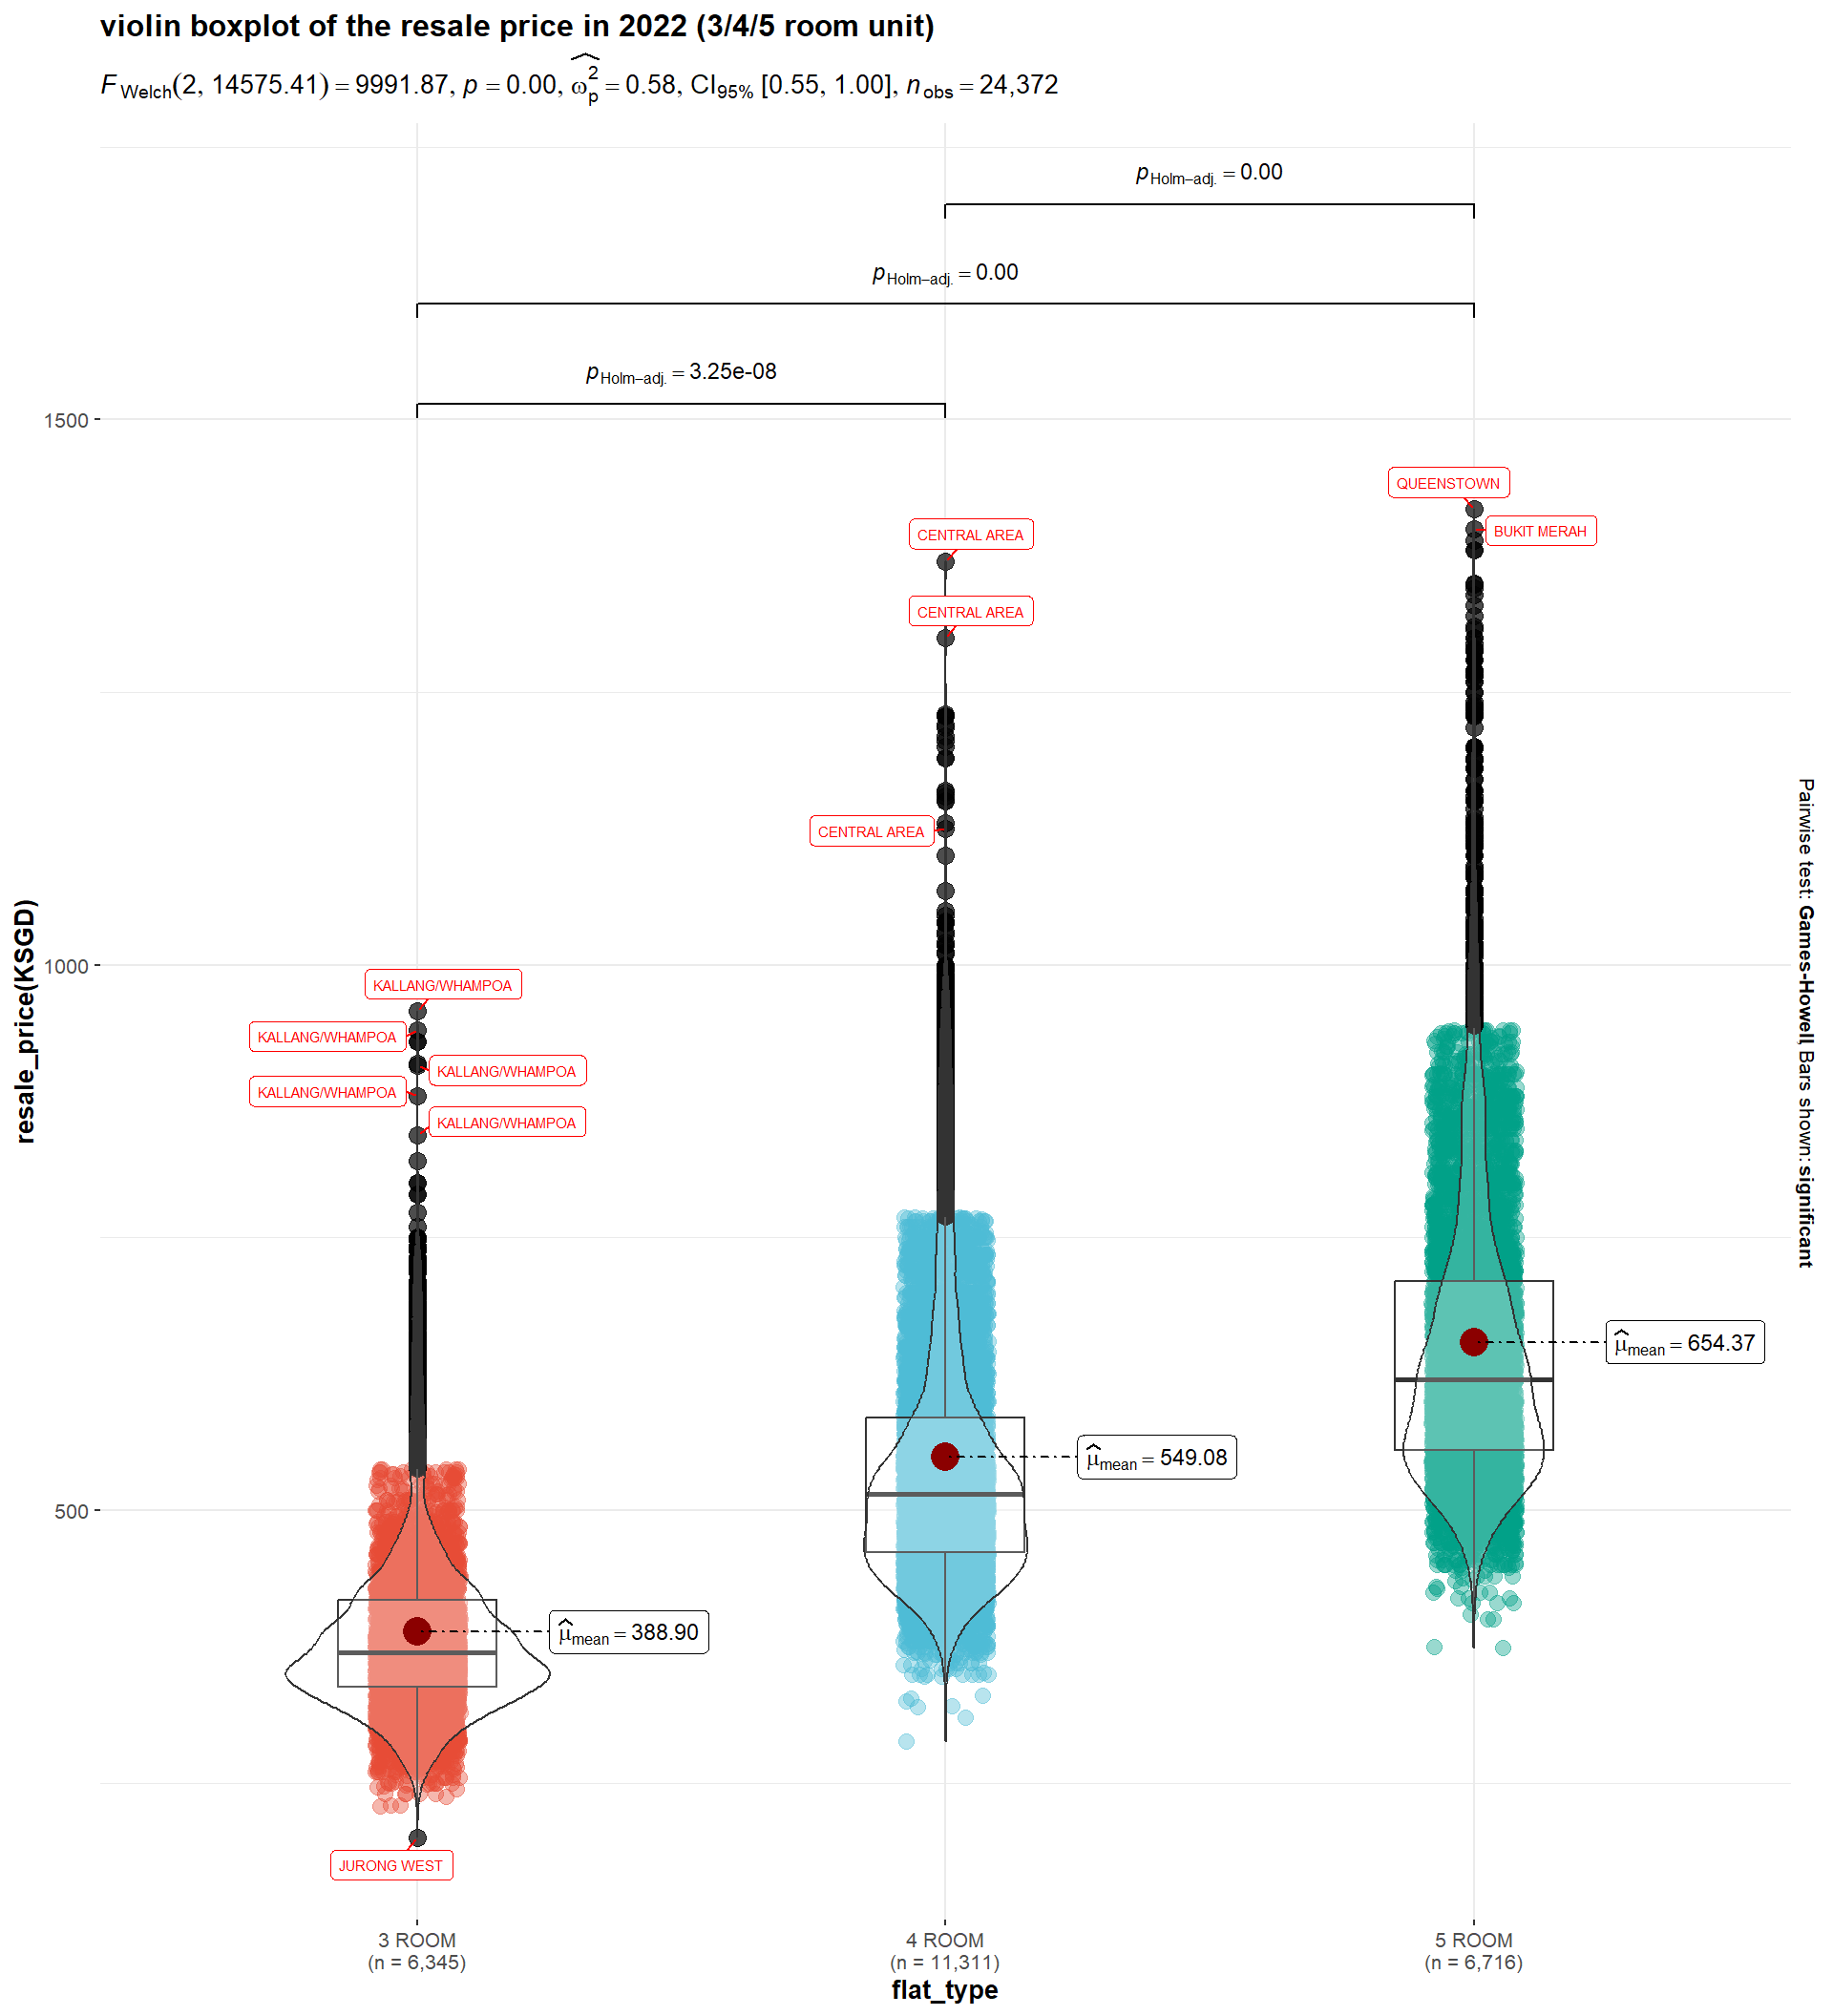 violin boxplot of the resale price in 2022 (3/4/5 room unit)
F Welch(2, 14575.41) = 9991.87, p = 0.00, ω̂²p = 0.58, CI95% [0.55, 1.00], nobs = 24,372
pHolm−adj. = 0.00
pHolm−adj. = 0.00
pHolm−adj. = 3.25e-08
1500
QUEENSTOWN
BUKIT MERAH
CENTRAL AREA
CENTRAL AREA
CENTRAL AREA
1000
KALLANG/WHAMPOA
KALLANG/WHAMPOA
KALLANG/WHAMPOA
KALLANG/WHAMPOA
KALLANG/WHAMPOA
resale_price(KSGD)
Pairwise test: Games-Howell, Bars shown: significant
μ̂mean = 654.37
μ̂mean = 549.08
500
μ̂mean = 388.90
JURONG WEST
3 ROOM
(n = 6,345)
4 ROOM
(n = 11,311)
5 ROOM
(n = 6,716)
flat_type